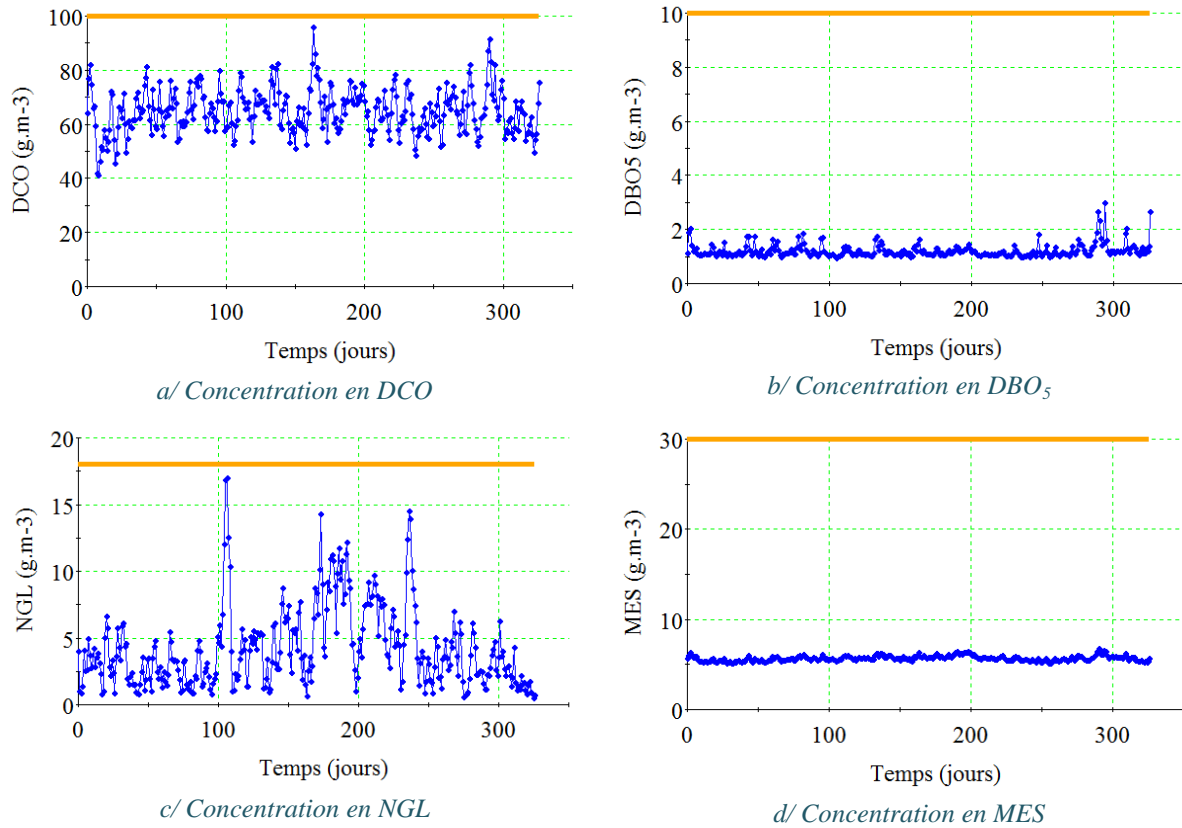 100
80
60
40
20
0
DCO (g.m-3)
0 100 200 300
Temps (jours)
a/ Concentration en DCO
10
8
6
4
2
0
DBO5 (g.m-3)
0 100 200 300
Temps (jours)
b/ Concentration en DBO5
20
15
10
5
0
NGL (g.m-3)
0 100 200 300
Temps (jours)
c/ Concentration en NGL
30
20
10
0
MES (g.m-3)
0 100 200 300
Temps (jours)
d/ Concentration en MES